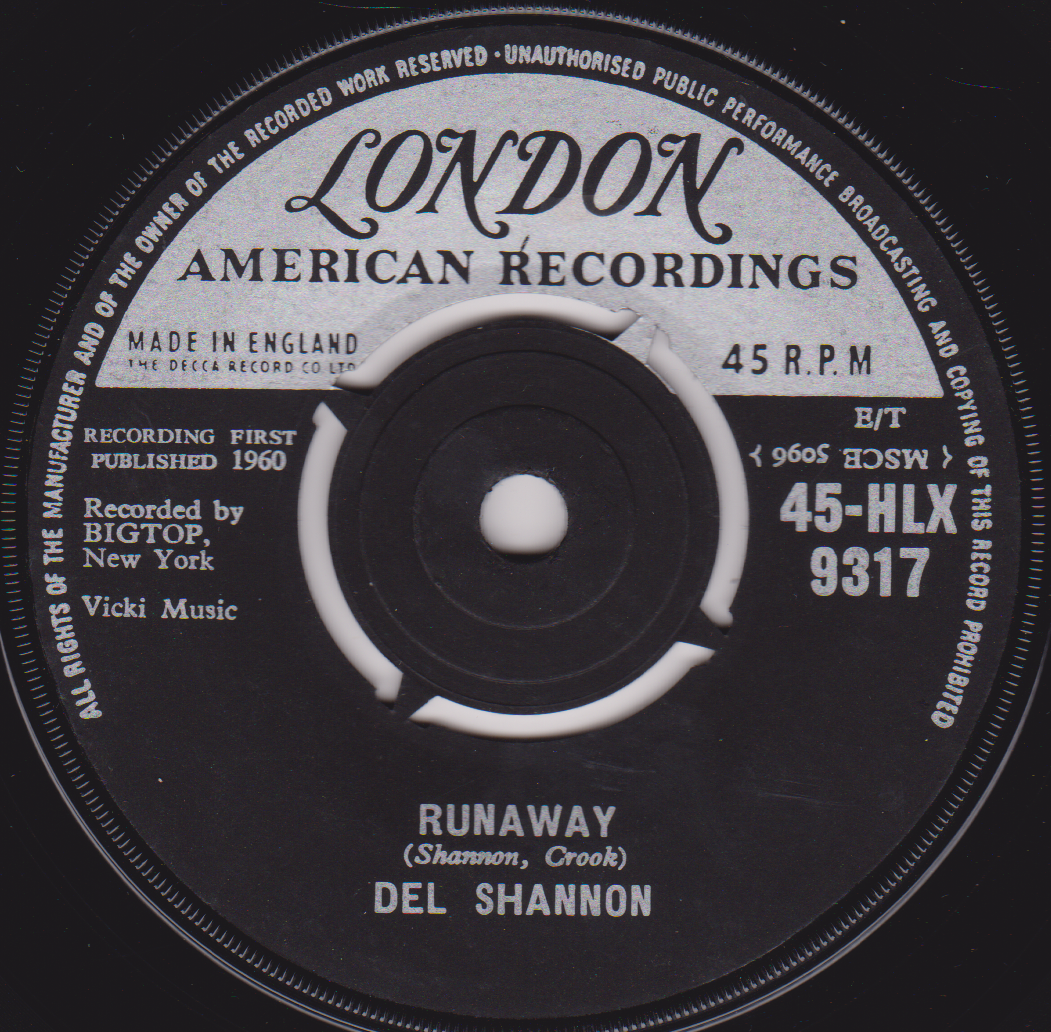 ALL RIGHTS OF THE MANUFACTURER AND OF THE OWNER OF THE RECORDED WORK RESERVED · UNAUTHORISED PUBLIC PERFORMANCE BROADCASTING AND COPYING OF THIS RECORD PROHIBITED
LONDON
AMERICAN RECORDINGS
MADE IN ENGLAND
THE DECCA RECORD CO LTD
45 R.P.M
RECORDING FIRST
PUBLISHED 1960
Recorded by
BIGTOP,
New York
Vicki Music
E/T
{ MSCE 5096 }
45-HLX
9317
RUNAWAY
(Shannon, Crook)
DEL SHANNON